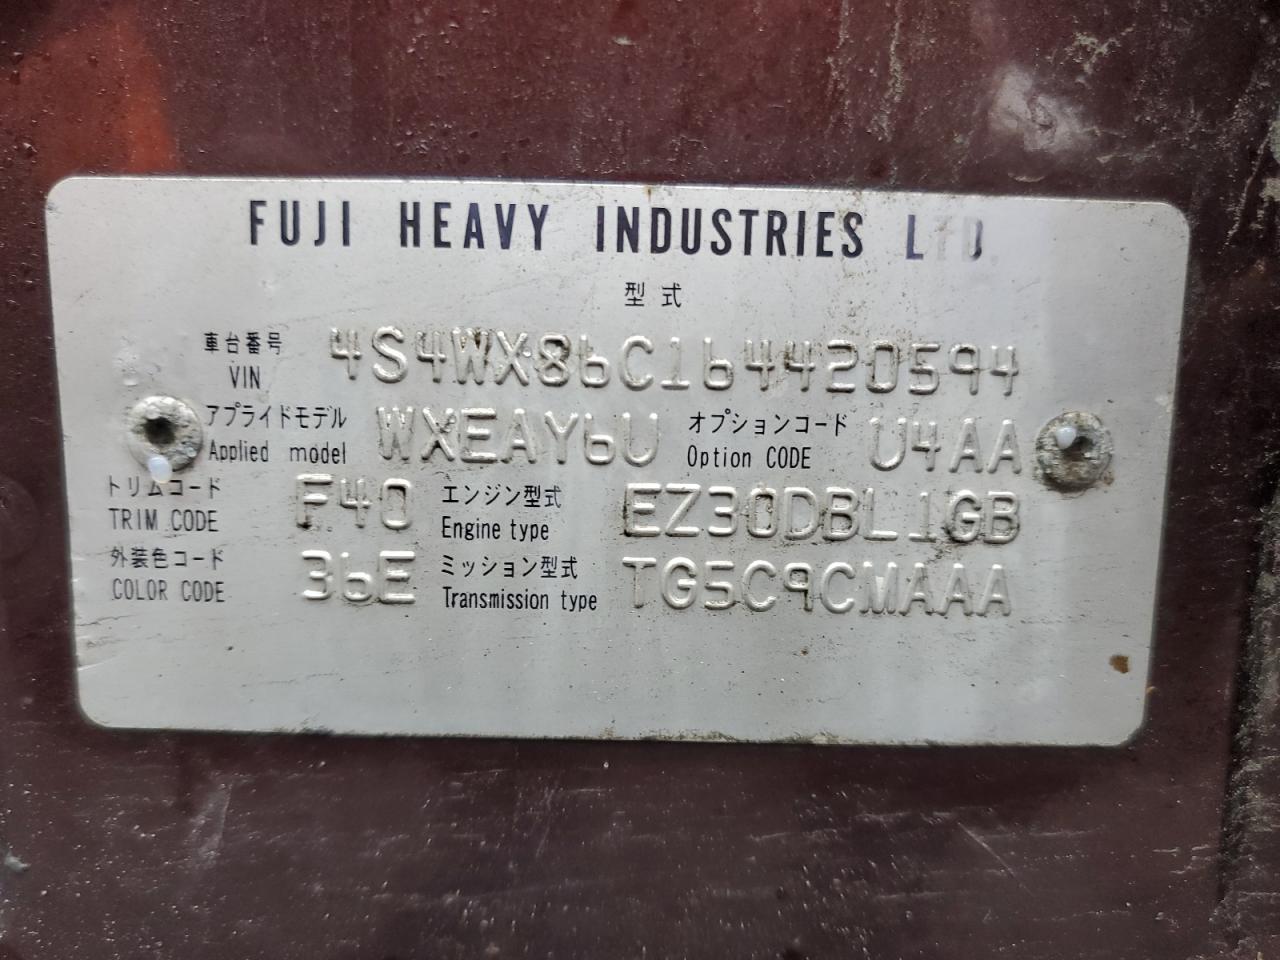 FUJI HEAVY INDUSTRIES LTD.
型式
車台番号 VIN 4S4WX86C164420594
アプライドモデル Applied model WXEAY6U オプションコード Option CODE U4AA
トリムコード TRIM CODE F40 エンジン型式 Engine type EZ30DBL1GB
外装色コード COLOR CODE 36E ミッション型式 Transmission type TG5C9CMAAA